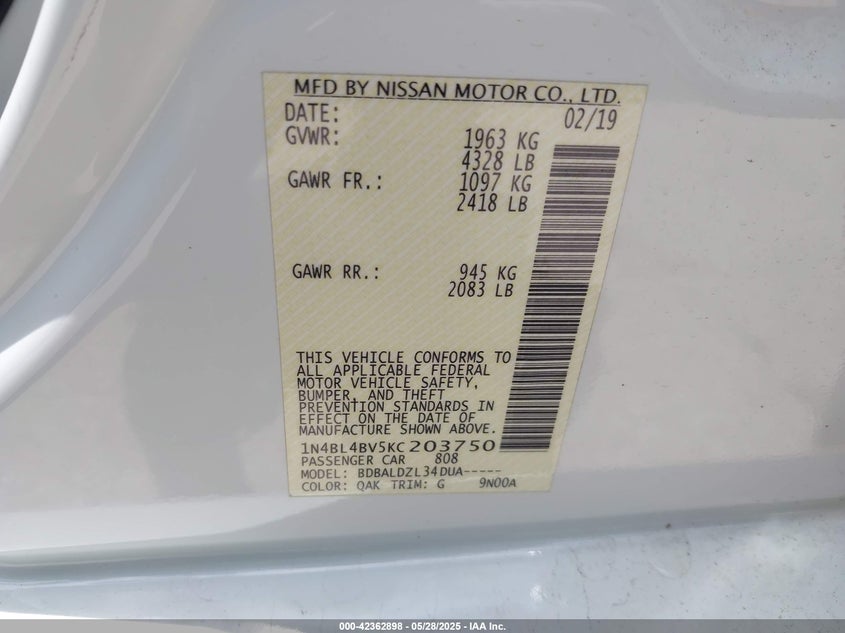 MFD BY NISSAN MOTOR CO., LTD.
DATE: 02/19
GVWR: 1963 KG
4328 LB
GAWR FR.: 1097 KG
2418 LB
GAWR RR.: 945 KG
2083 LB
THIS VEHICLE CONFORMS TO
ALL APPLICABLE FEDERAL
MOTOR VEHICLE SAFETY,
BUMPER, AND THEFT
PREVENTION STANDARDS IN
EFFECT ON THE DATE OF
MANUFACTURE SHOWN ABOVE.
1N4BL4BV5KC203750
PASSENGER CAR 808
MODEL: BDBALDZL34DUA-----
COLOR: QAK TRIM: G 9N00A
000-42362898 - 05/28/2025 - IAA Inc.